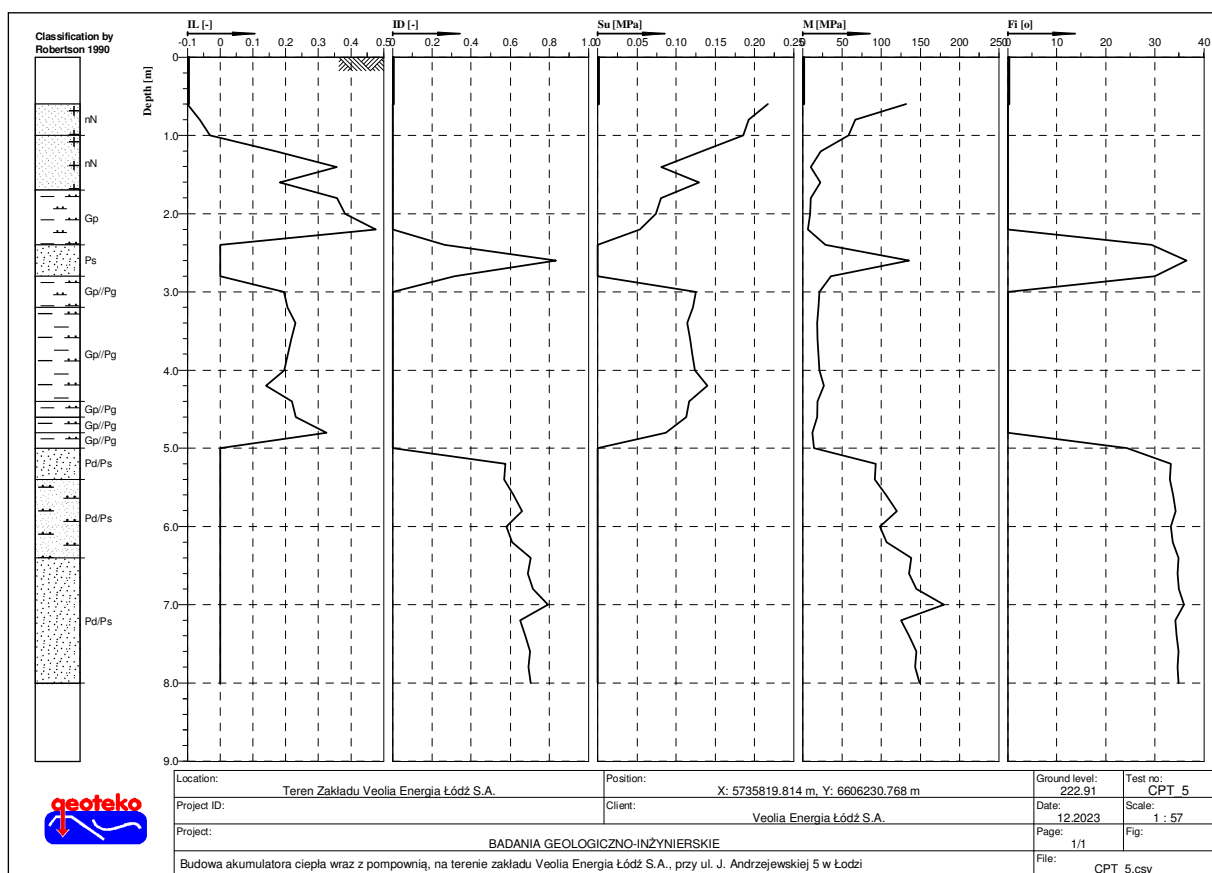 Classification by
Robertson 1990
IL [-]
-0.1 0 0.1 0.2 0.3 0.4 0.5
ID [-]
0 0.2 0.4 0.6 0.8 1
Su [MPa]
0 0.05 0.10 0.15 0.20 0.25
M [MPa]
0 50 100 150 200 250
Fi [o]
0 10 20 30 40
Depth [m]
0
1.0
2.0
3.0
4.0
5.0
6.0
7.0
8.0
9.0
nN
nN
Gp
Ps
Gp//Pg
Gp//Pg
Gp//Pg
Gp//Pg
Gp//Pg
Pd/Ps
Pd/Ps
Pd/Ps
geoteko
Location:
Teren Zakładu Veolia Energia Łódź S.A.
Position:
X: 5735819.814 m, Y: 6606230.768 m
Ground level:
222.91
Test no:
CPT_5
Project ID:
Client:
Veolia Energia Łódź S.A.
Date:
12.2023
Scale:
1 : 57
Project:
BADANIA GEOLOGICZNO-INŻYNIERSKIE
Page:
1/1
Fig:
Budowa akumulatora ciepła wraz z pompownią, na terenie zakładu Veolia Energia Łódź S.A., przy ul. J. Andrzejewskiej 5 w Łodzi
File:
CPT_5.csv